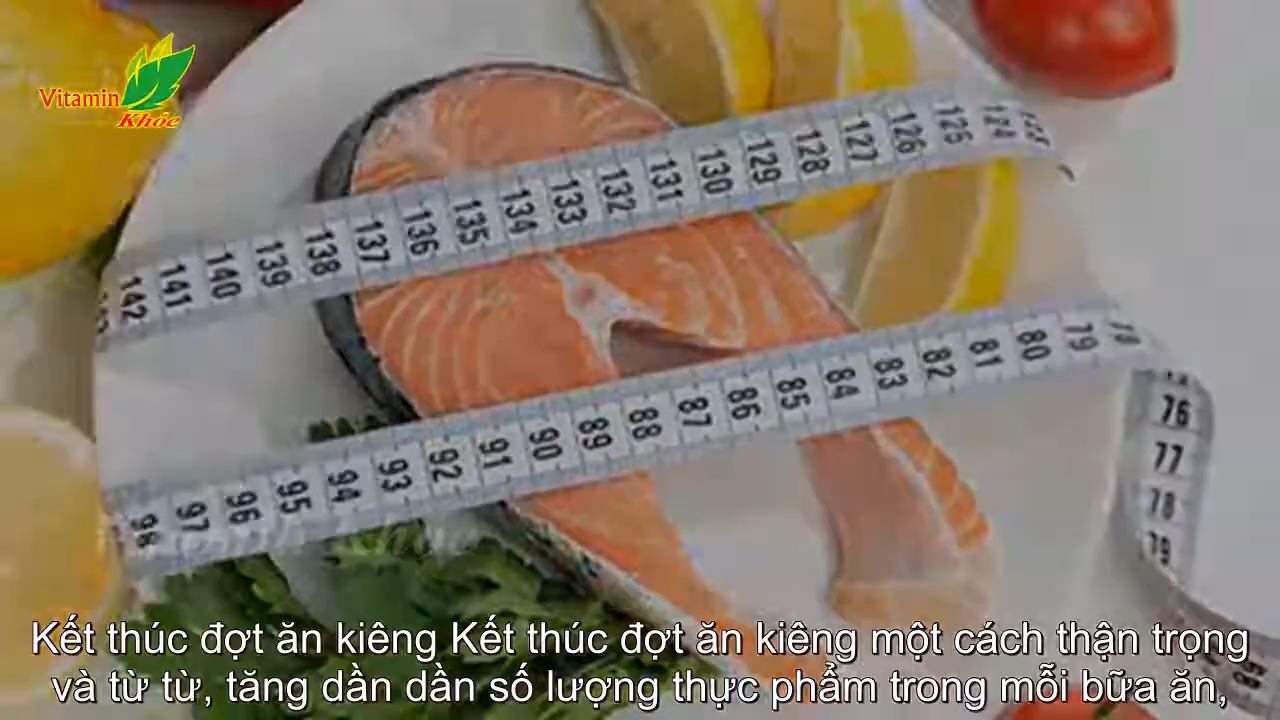 Vitamin
Khỏe
142 141 140 139 138 137 136 135 134 133 132 131 130 129 128 127 126 125 124
98 97 96 95 94 93 92 91 90 89 88 87 86 85 84 83 82 81 80 79 78
76
77
78
79
Kết thúc đợt ăn kiêng Kết thúc đợt ăn kiêng một cách thận trọng
và từ từ, tăng dần dần số lượng thực phẩm trong mỗi bữa ăn,